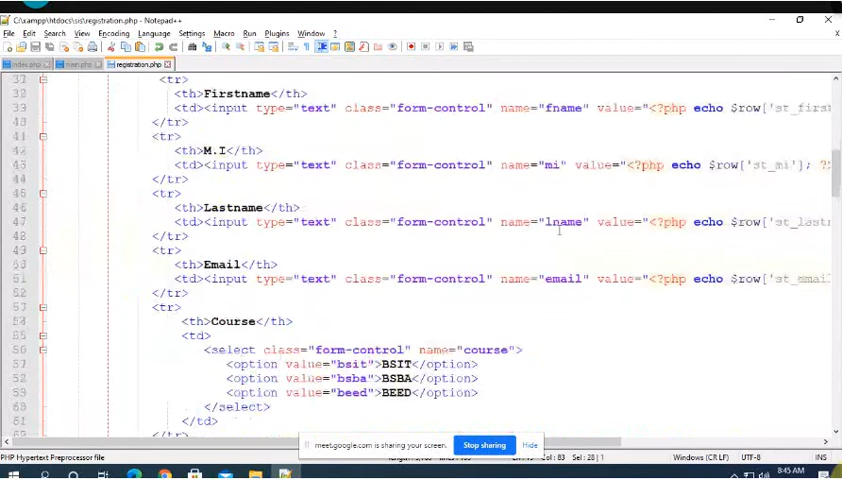 C:\xampp\htdocs\sis\registration.php - Notepad++
File Edit Search View Encoding Language Settings Macro Run Plugins Window ?
index.php main.php registration.php
<tr>
<th>Firstname</th>
<td><input type="text" class="form-control" name="fname" value="<?php echo $row['st_first
</tr>
<tr>
<th>M.I</th>
<td><input type="text" class="form-control" name="mi" value="<?php echo $row['st_mi']; ?
</tr>
<tr>
<th>Lastname</th>
<td><input type="text" class="form-control" name="lname" value="<?php echo $row['st_last
</tr>
<tr>
<th>Email</th>
<td><input type="text" class="form-control" name="email" value="<?php echo $row['st_email
</tr>
<tr>
<th>Course</th>
<td>
<select class="form-control" name="course">
<option value="bsit">BSIT</option>
<option value="bsba">BSBA</option>
<option value="beed">BEED</option>
</select>
</td>
</tr>
meet.google.com is sharing your screen. Stop sharing Hide
PHP Hypertext Preprocessor file Col : 83 Sel : 28 | 1 Windows (CR LF) UTF-8 INS
8:45 AM